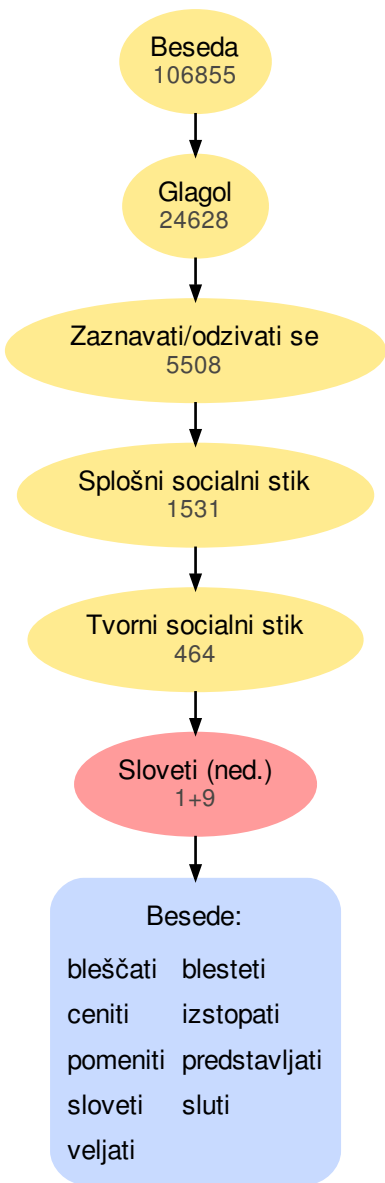 Beseda
106855
Glagol
24628
Zaznavati/odzivati se
5508
Splošni socialni stik
1531
Tvorni socialni stik
464
Sloveti (ned.)
1+9
Besede:
bleščati blesteti
ceniti izstopati
pomeniti predstavljati
sloveti sluti
veljati